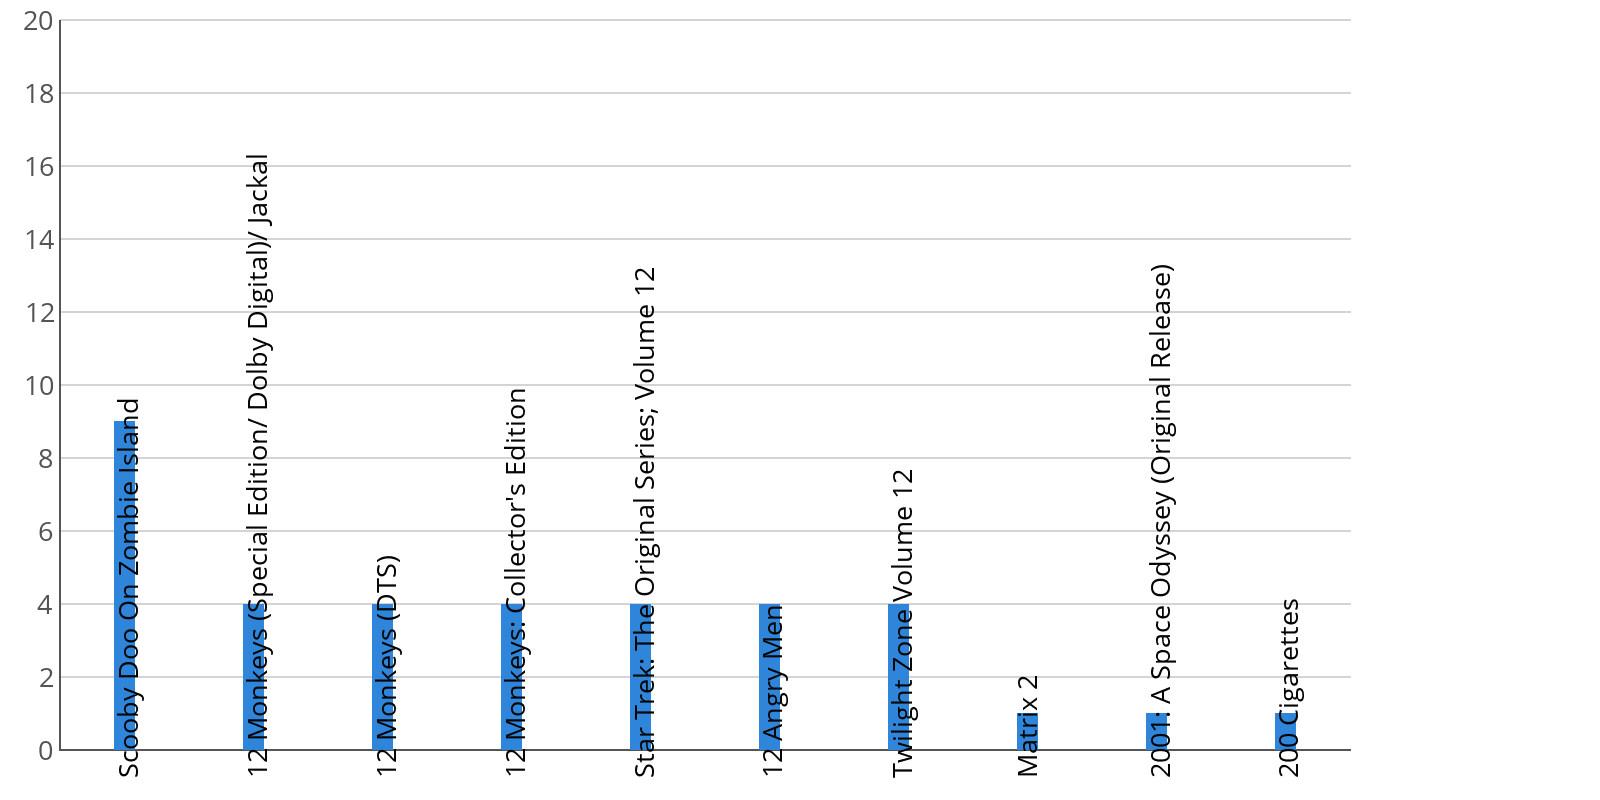 20
18
16
14
12
10
8
6
4
2
0
Scooby Doo On Zombie Island
12 Monkeys (Special Edition/ Dolby Digital)/ Jackal
12 Monkeys (DTS)
12 Monkeys: Collector's Edition
Star Trek: The Original Series; Volume 12
12 Angry Men
Twilight Zone Volume 12
Matrix 2
2001: A Space Odyssey (Original Release)
200 Cigarettes